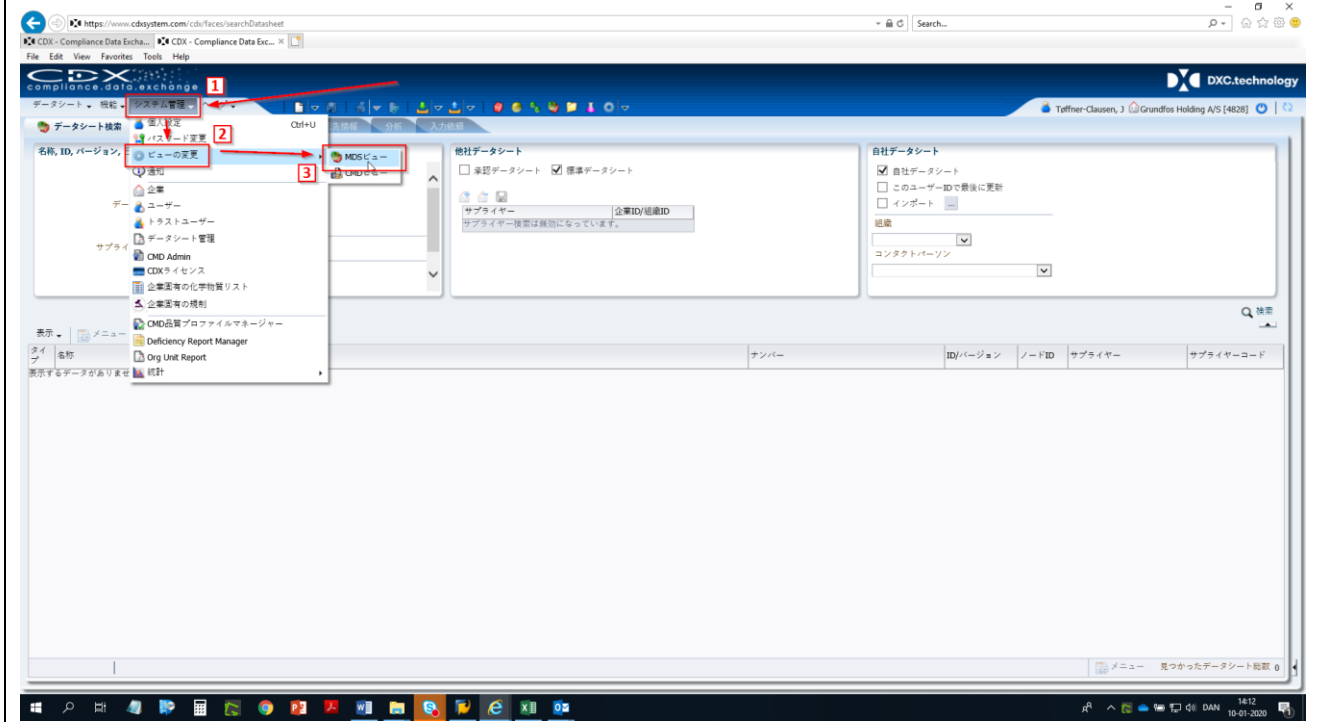 https://www.cdxsystem.com/cdx/faces/searchDatasheet
Search...
CDX - Compliance Data Excha...
CDX - Compliance Data Exc...
File Edit View Favorites Tools Help
CDX
compliance.data.exchange
DXC.technology
1
データシート 機能 システム管理
Tøffner-Clausen, J Grundfos Holding A/S [4828]
データシート検索
分析
個人設定 Ctrl+U
パスワード変更
2
ビューの変更
3
MDSビュー
CMDビュー
通知
企業
ユーザー
トラストユーザー
データシート管理
CMD Admin
CDXライセンス
企業固有の化学物質リスト
企業固有の規制
CMD品質プロファイルマネージャー
Deficiency Report Manager
Org Unit Report
統計
名称, ID, バージョン,
サプライ
他社データシート
承認データシート 標準データシート
サプライヤー 企業ID/組織ID
サプライヤー検索は無効になっています。
自社データシート
自社データシート
このユーザーIDで最後に更新
インポート ...
組織
コンタクトパーソン
検索
表示 メニュー
タイプ 名称 ナンバー ID/バージョン ノードID サプライヤー サプライヤーコード
表示するデータがありませ
メニュー 見つかったデータシート総数 0
DAN
14:12
10-01-2020